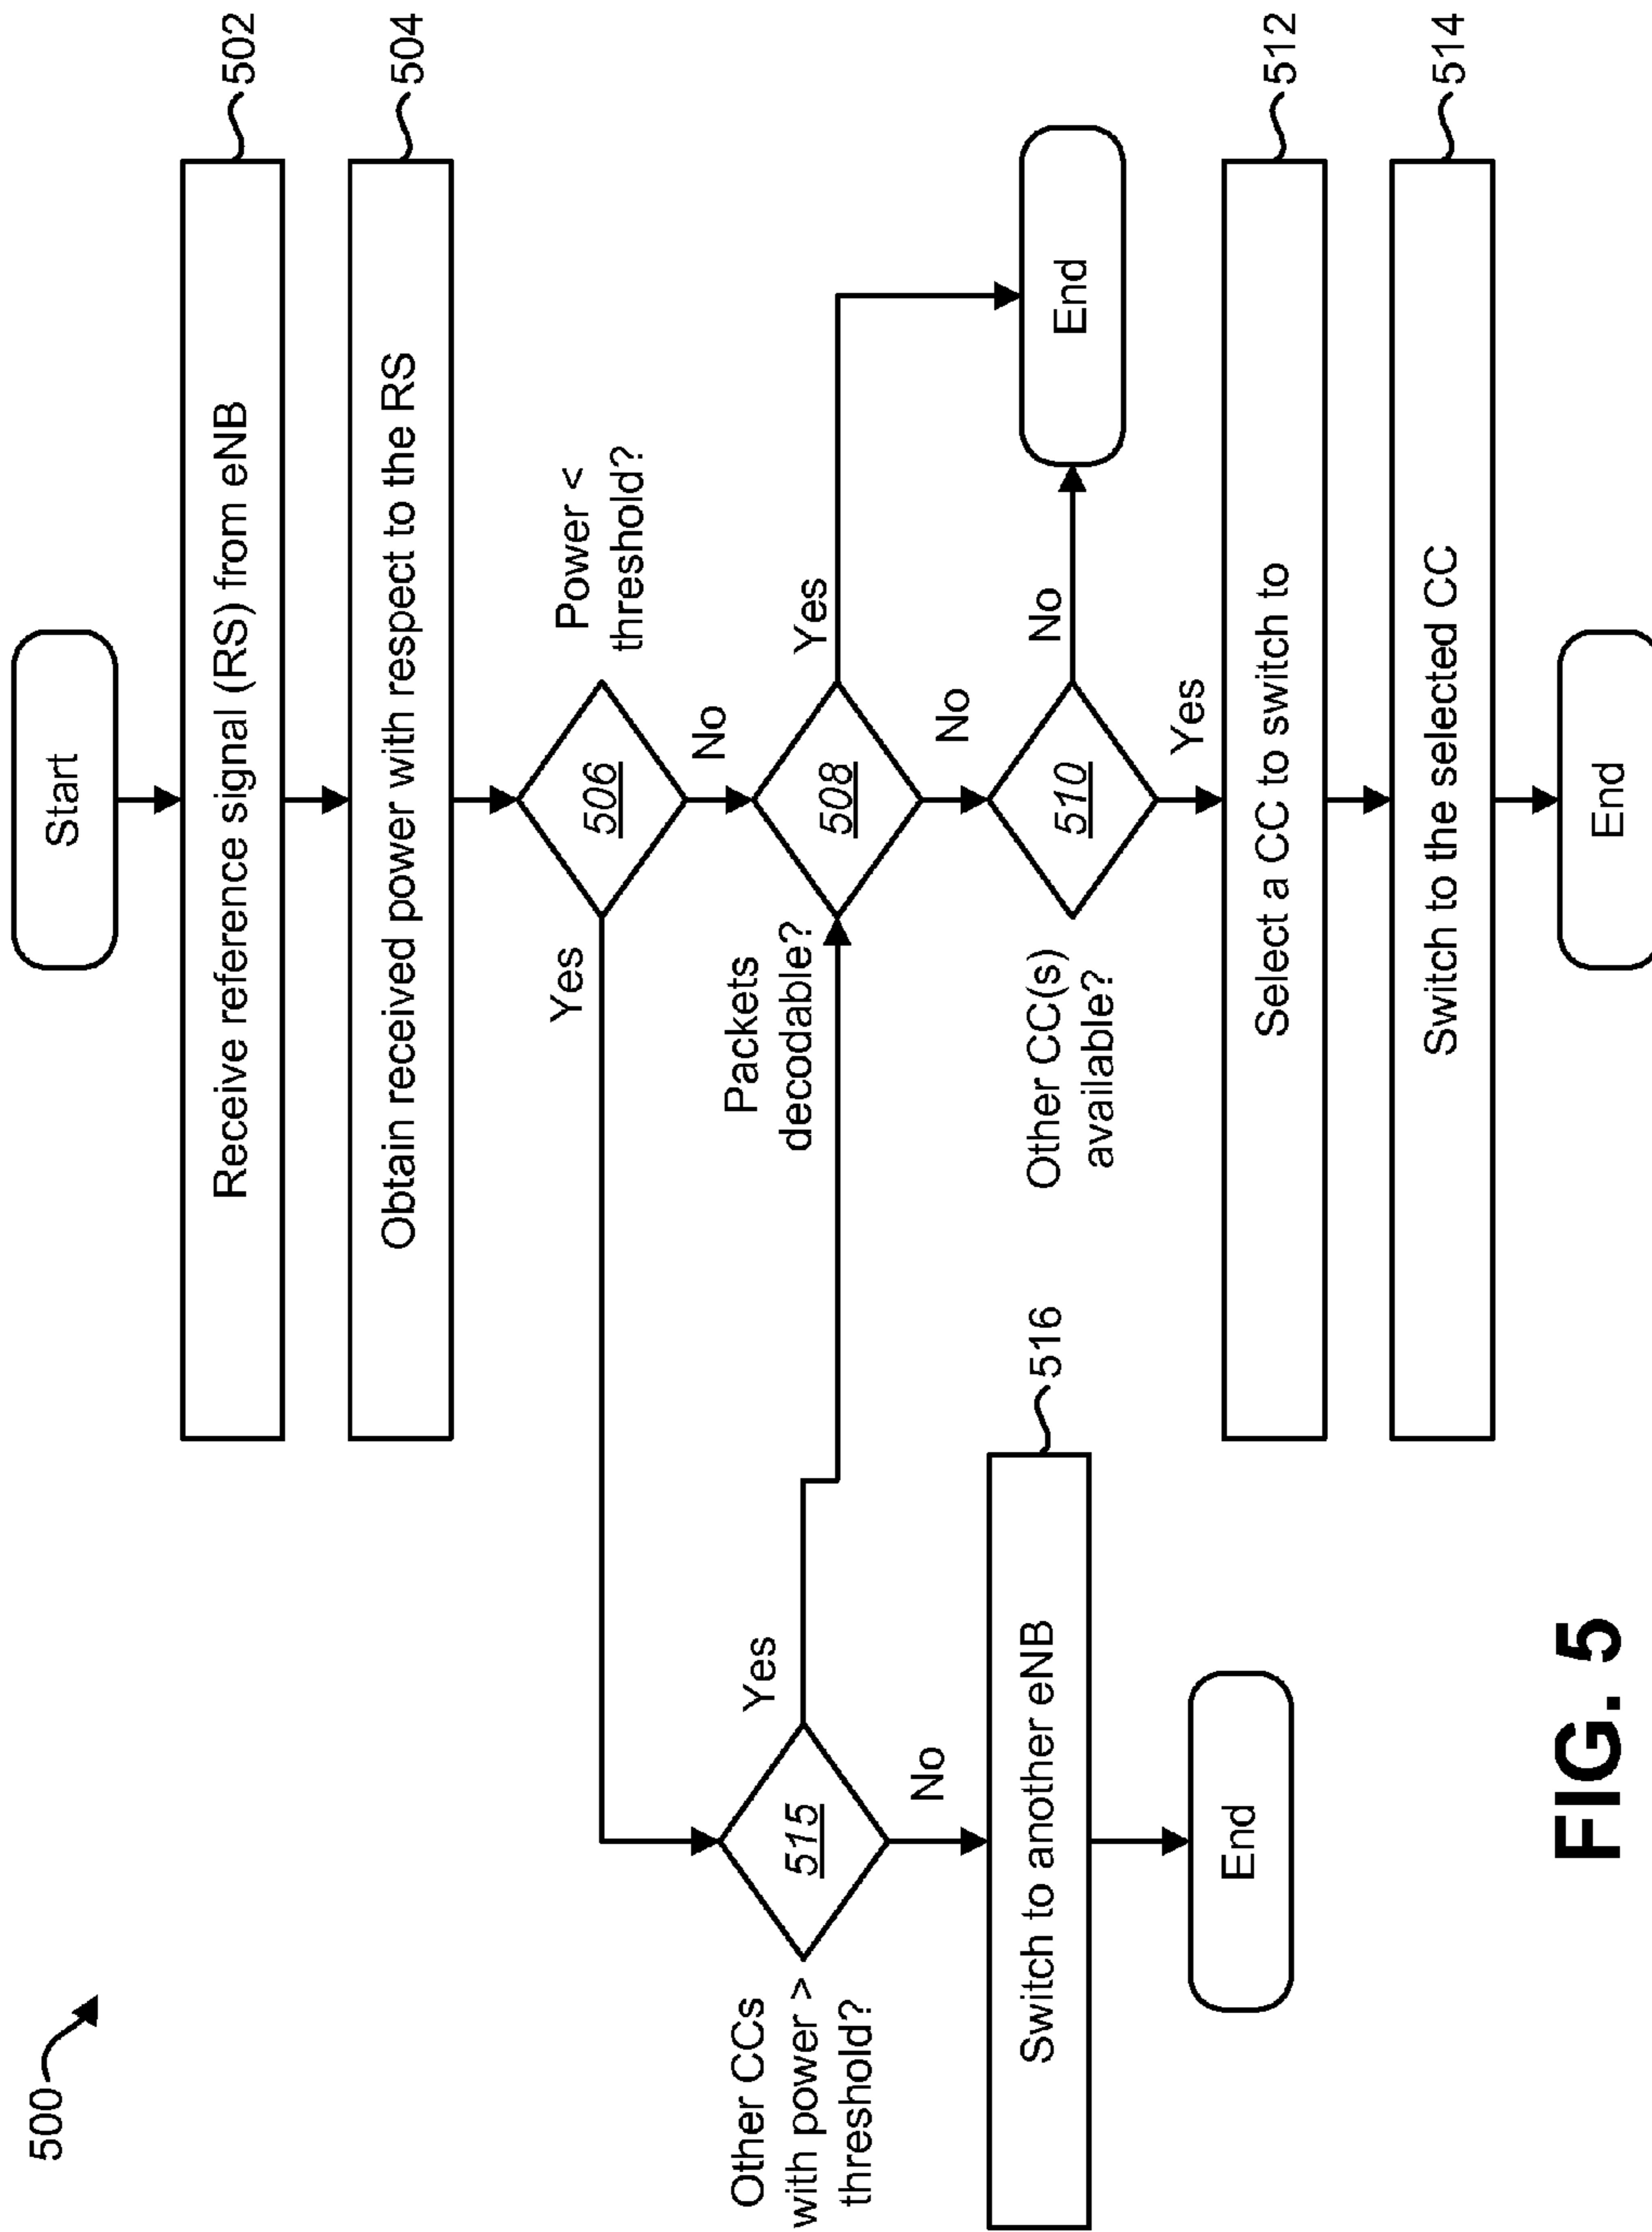 500
Start
Receive reference signal (RS) from eNB
502
Obtain received power with respect to the RS
504
506
Power <
threshold?
Yes
No
Other CCs
with power >
threshold?
515
Yes
No
Packets
decodable?
508
Yes
No
Other CC(s)
available?
510
No
Yes
End
Switch to another eNB
516
End
Select a CC to switch to
512
Switch to the selected CC
514
End
FIG. 5